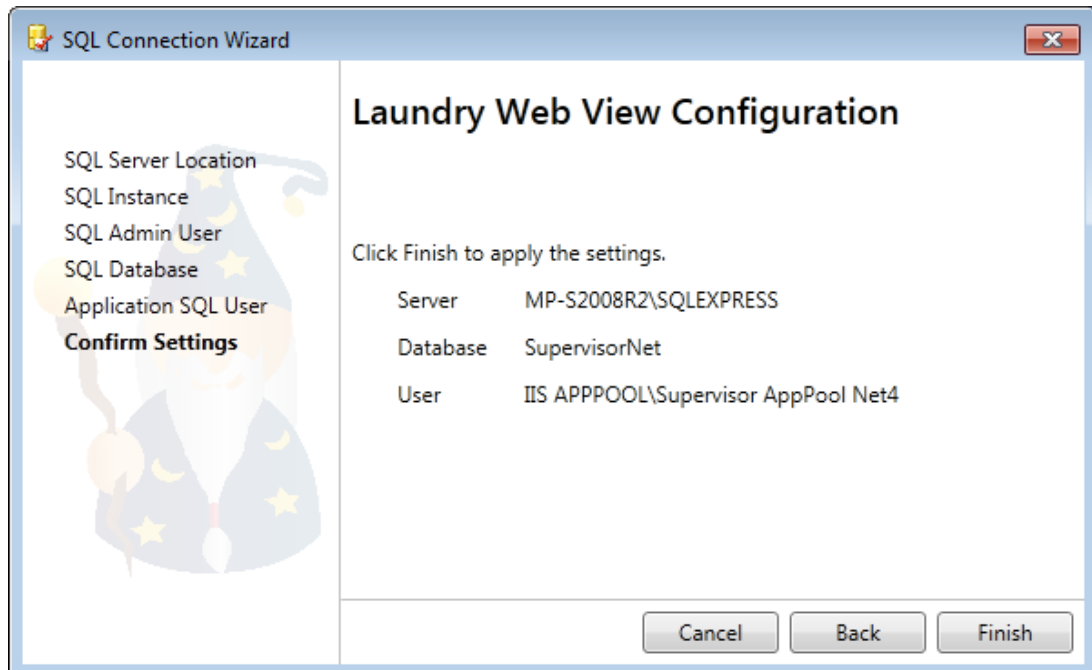 SQL Connection Wizard
Laundry Web View Configuration
SQL Server Location
SQL Instance
SQL Admin User
SQL Database
Application SQL User
Confirm Settings
Click Finish to apply the settings.
Server MP-S2008R2\SQLEXPRESS
Database SupervisorNet
User IIS APPPOOL\Supervisor AppPool Net4
Cancel Back Finish